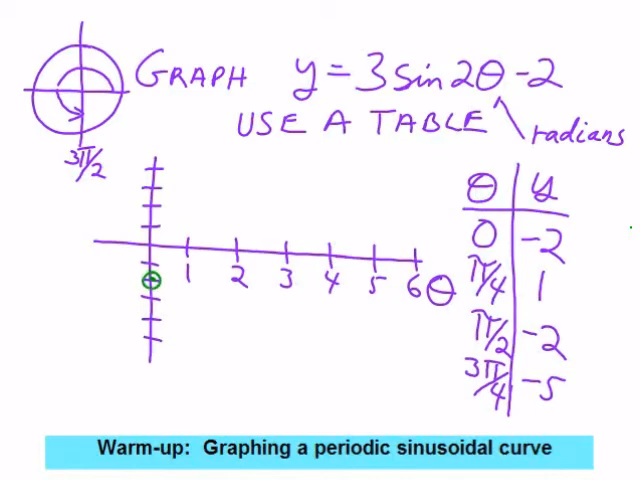 GRAPH y = 3 sin 2θ - 2
USE A TABLE
radians
3π/2
θ y
0 -2
π/4 1
π/2 -2
3π/4 -5
1 2 3 4 5 6 θ
Warm-up: Graphing a periodic sinusoidal curve